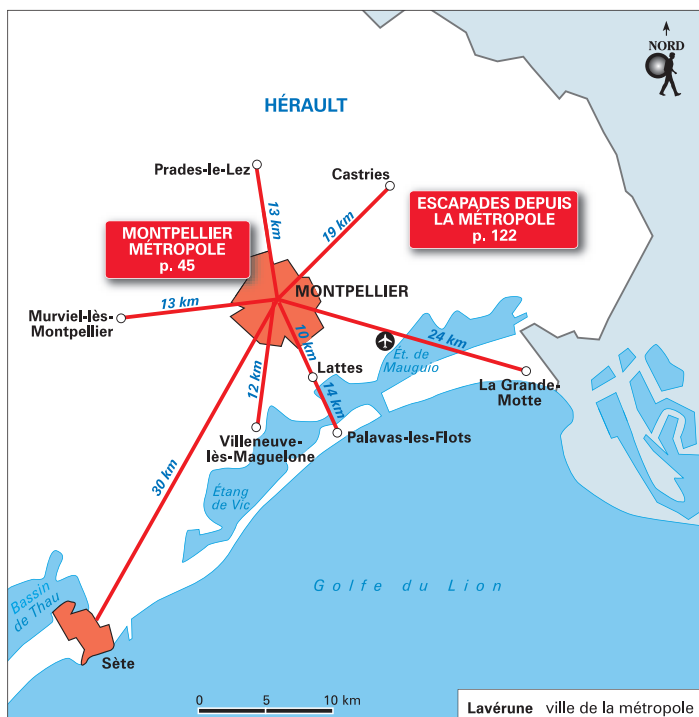 NORD
HÉRAULT
Prades-le-Lez
Castries
13 km
19 km
MONTPELLIER
MÉTROPOLE
p. 45
ESCAPADES DEPUIS
LA MÉTROPOLE
p. 122
MONTPELLIER
13 km
Murviel-lès-
Montpellier
24 km
10 km
Ét. de
Mauguio
Lattes
12 km
14 km
La Grande-
Motte
Villeneuve-
lès-Maguelone
Palavas-les-Flots
30 km
Étang
de Vic
Golfe du Lion
Bassin
de Thau
Sète
0 5 10 km
Lavérune ville de la métropole